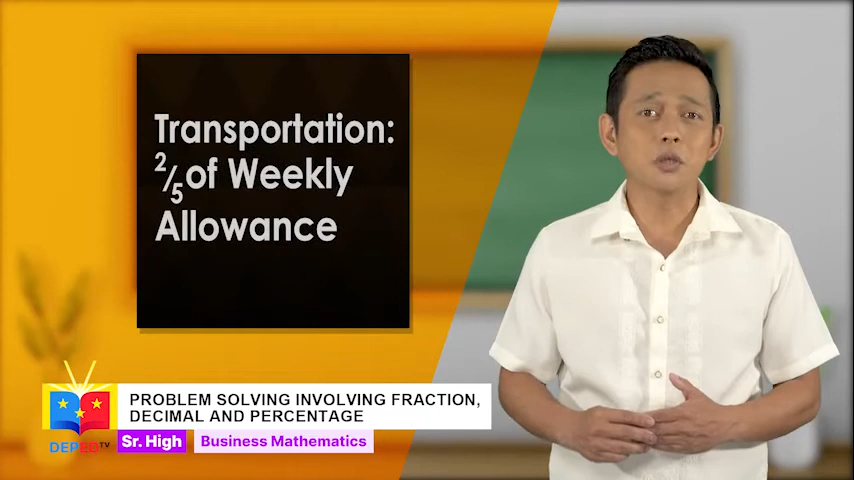 Transportation:
2/5 of Weekly
Allowance
PROBLEM SOLVING INVOLVING FRACTION,
DECIMAL AND PERCENTAGE
DEPED TV
Sr. High
Business Mathematics